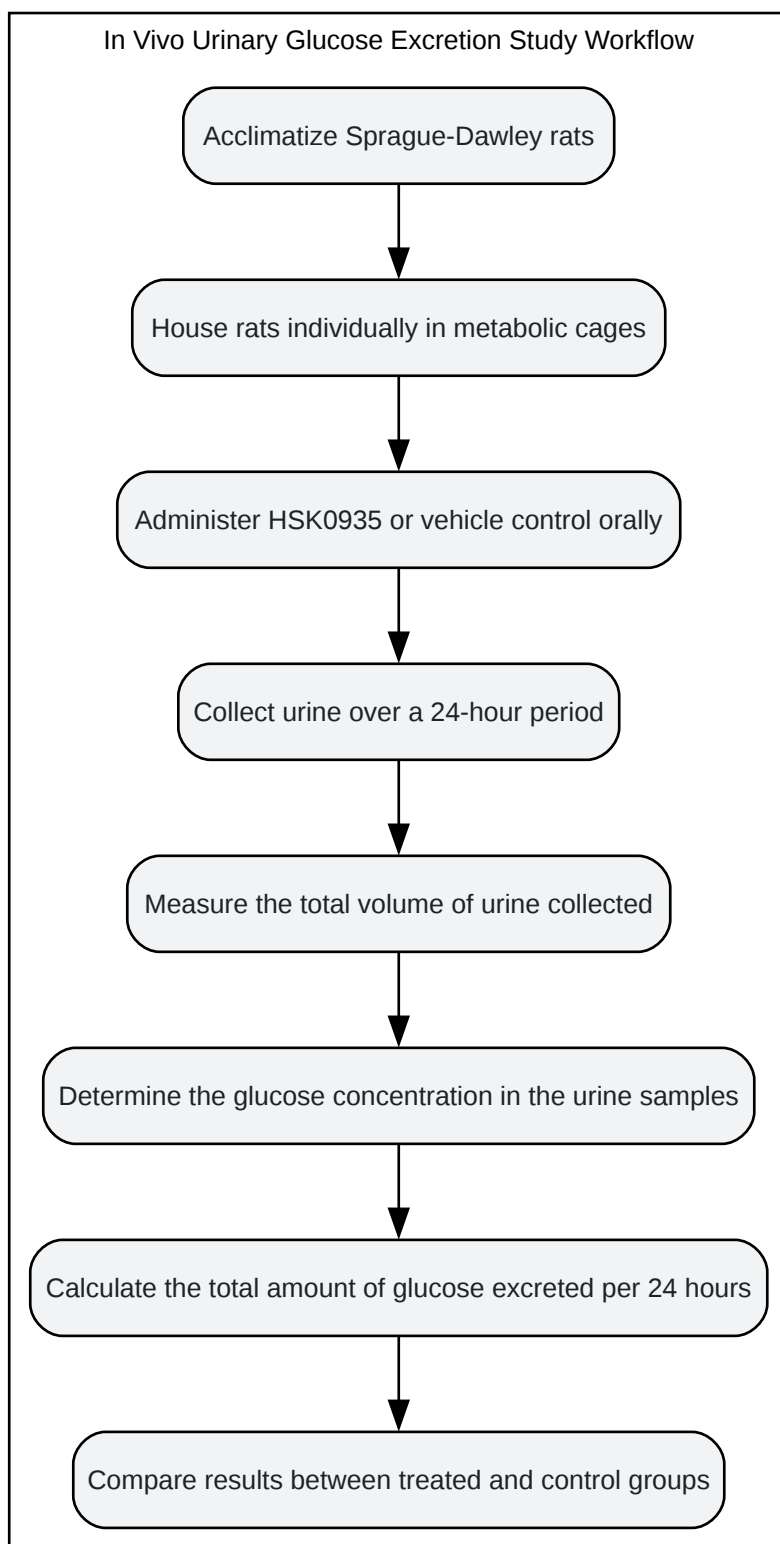 In Vivo Urinary Glucose Excretion Study Workflow
Acclimatize Sprague-Dawley rats
House rats individually in metabolic cages
Administer HSK0935 or vehicle control orally
Collect urine over a 24-hour period
Measure the total volume of urine collected
Determine the glucose concentration in the urine samples
Calculate the total amount of glucose excreted per 24 hours
Compare results between treated and control groups